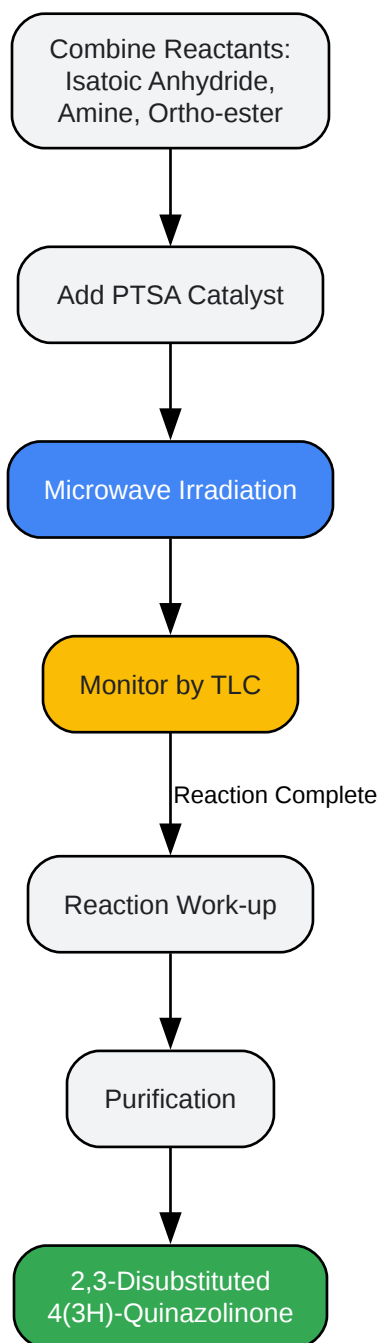 Combine Reactants:
Isatoic Anhydride,
Amine, Ortho-ester
Add PTSA Catalyst
Microwave Irradiation
Monitor by TLC
Reaction Complete
Reaction Work-up
Purification
2,3-Disubstituted
4(3H)-Quinazolinone